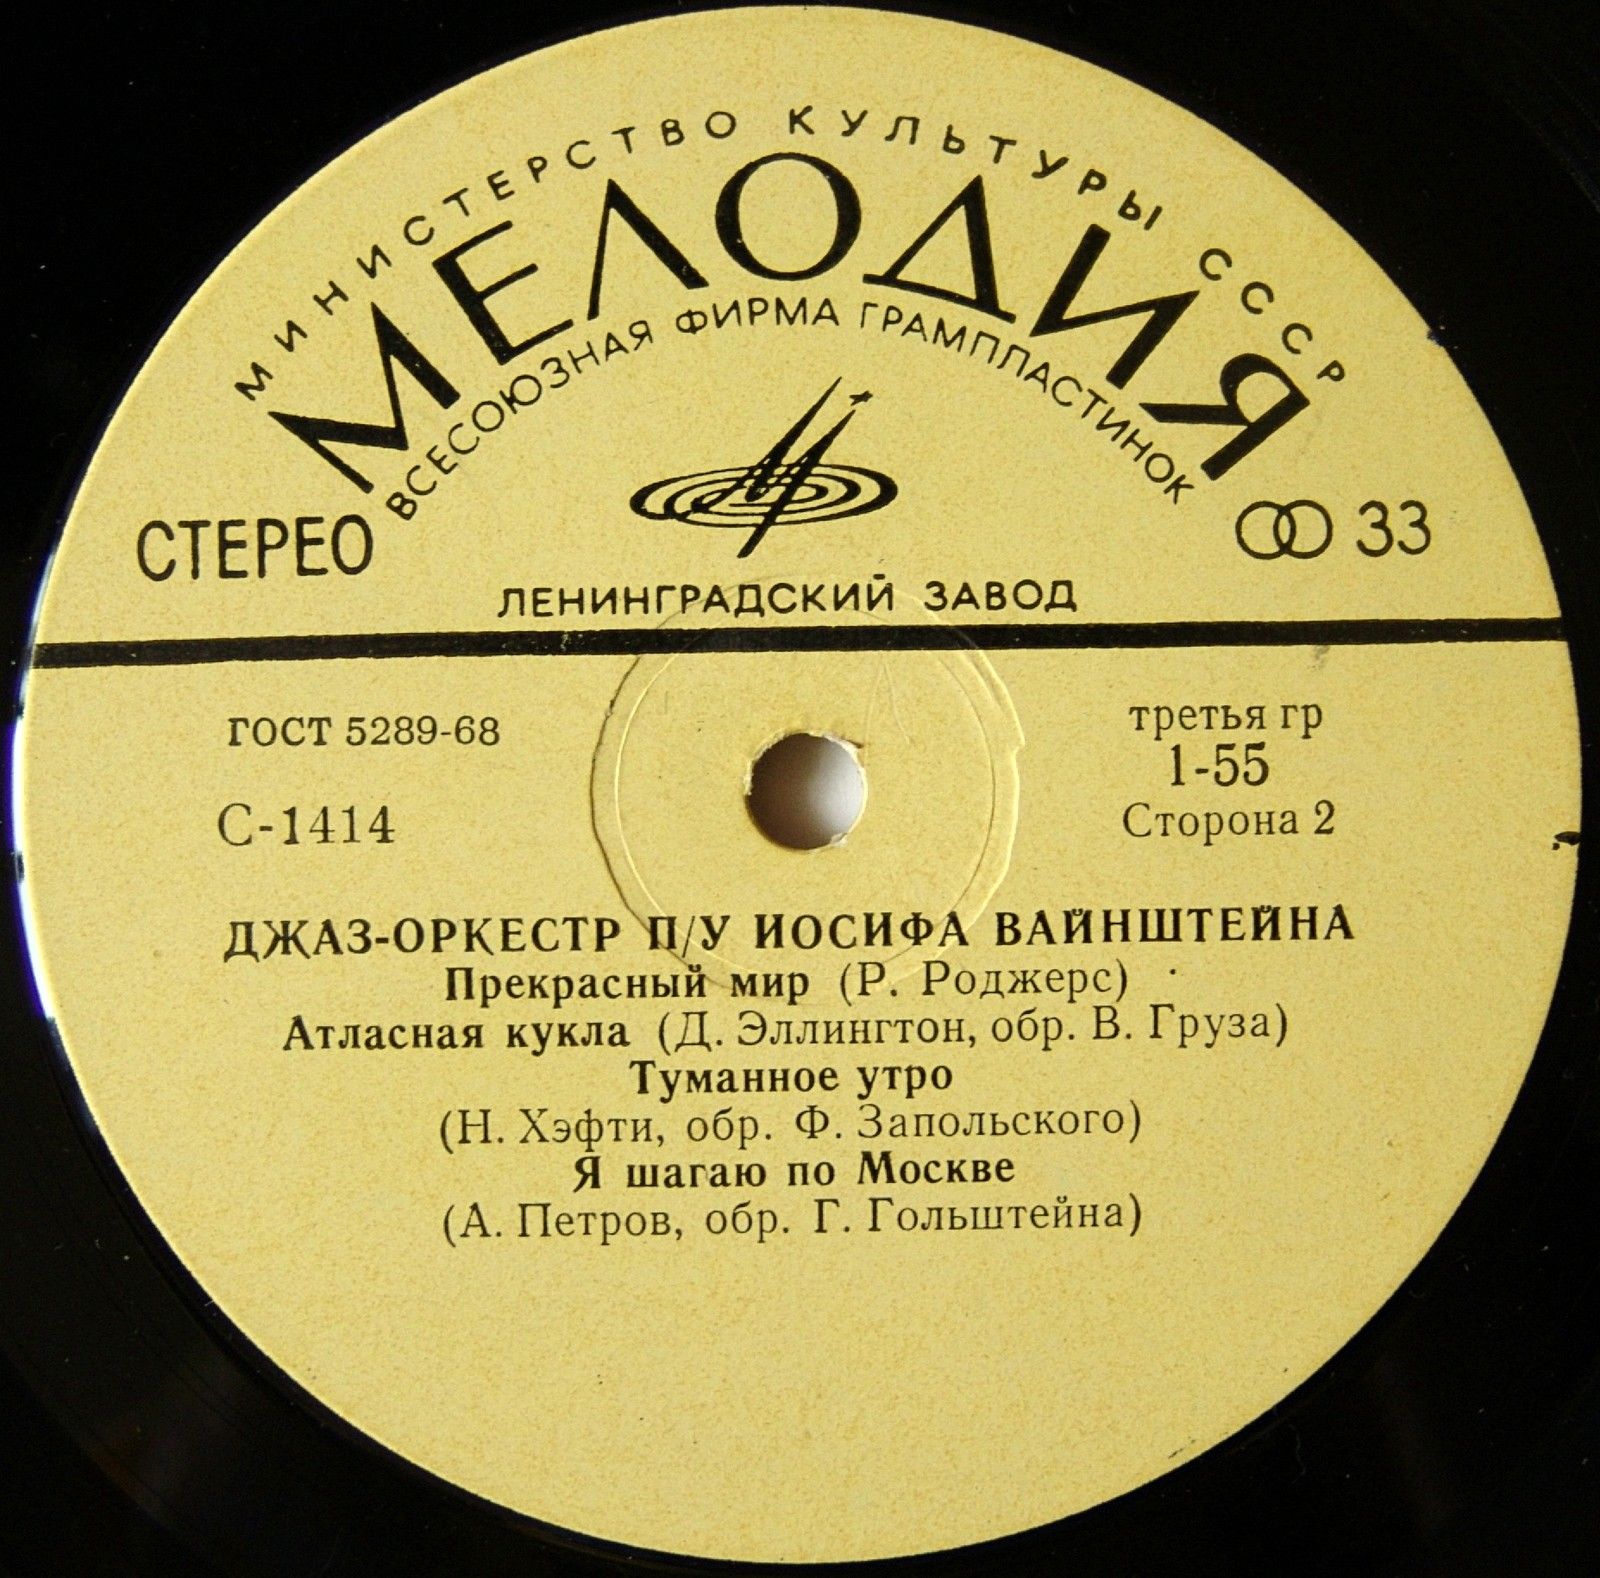 МИНИСТЕРСТВО КУЛЬТУРЫ СССР
МЕЛОДИЯ
ВСЕСОЮЗНАЯ ФИРМА ГРАМПЛАСТИНОК
СТЕРЕО
33
ЛЕНИНГРАДСКИЙ ЗАВОД
ГОСТ 5289-68
третья гр
1-55
С-1414
Сторона 2
ДЖАЗ-ОРКЕСТР П/У ИОСИФА ВАЙНШТЕЙНА
Прекрасный мир (Р. Роджерс)
Атласная кукла (Д. Эллингтон, обр. В. Груза)
Туманное утро
(Н. Хэфти, обр. Ф. Запольского)
Я шагаю по Москве
(А. Петров, обр. Г. Гольштейна)